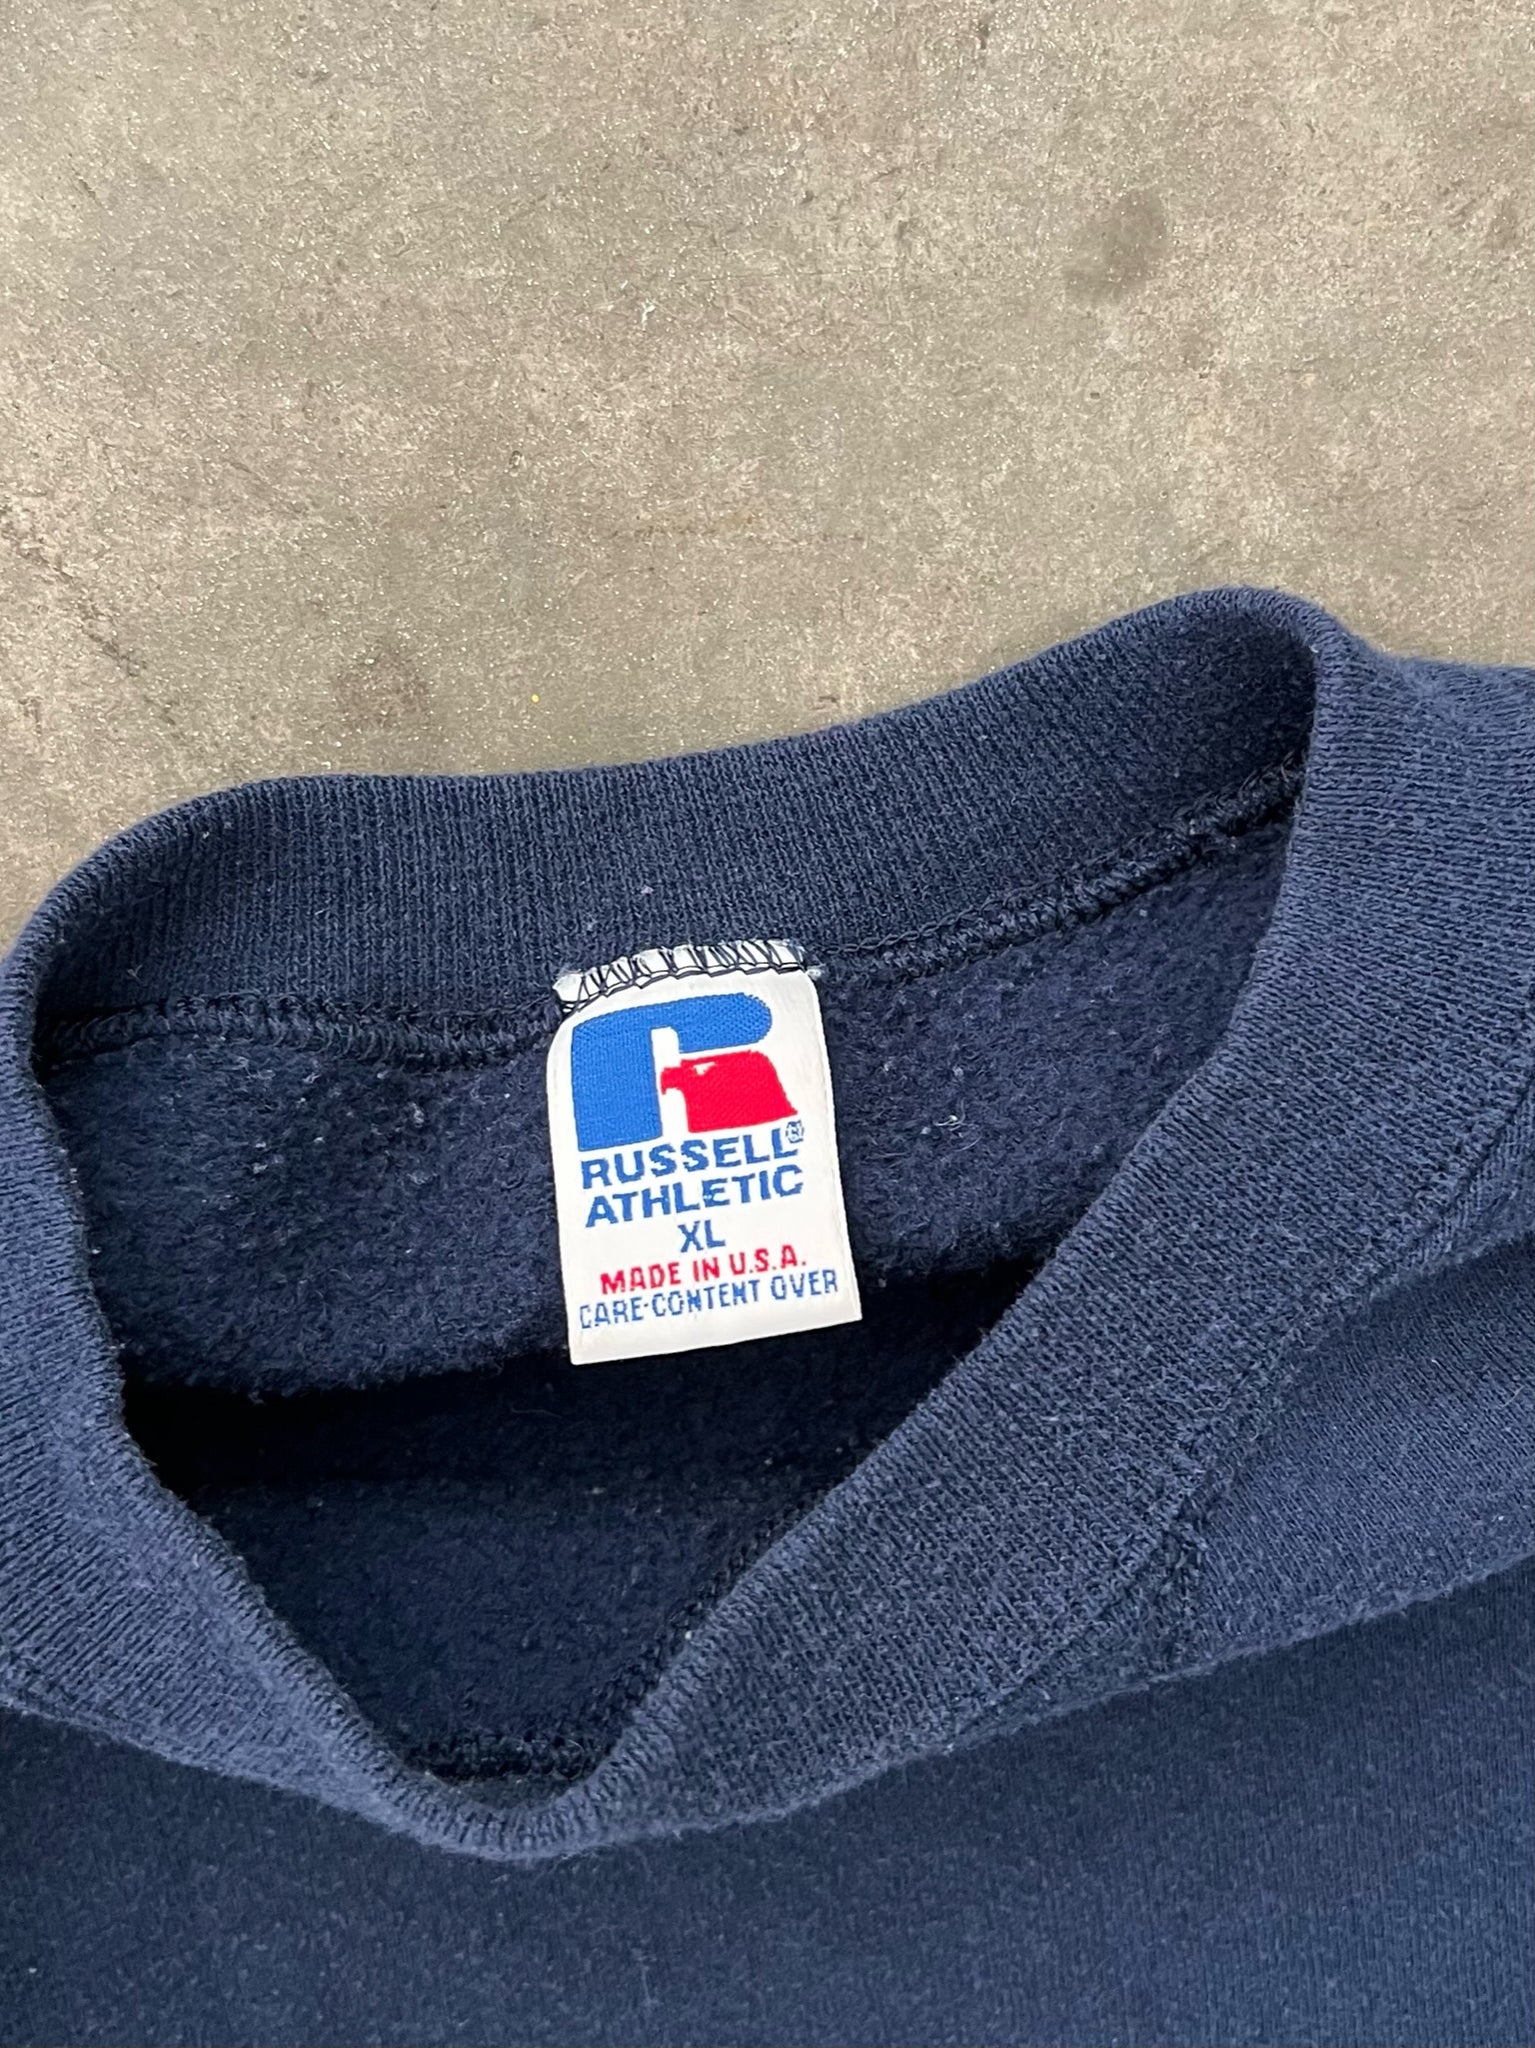 RUSSELL®
ATHLETIC
XL
MADE IN U.S.A.
CARE-CONTENT OVER